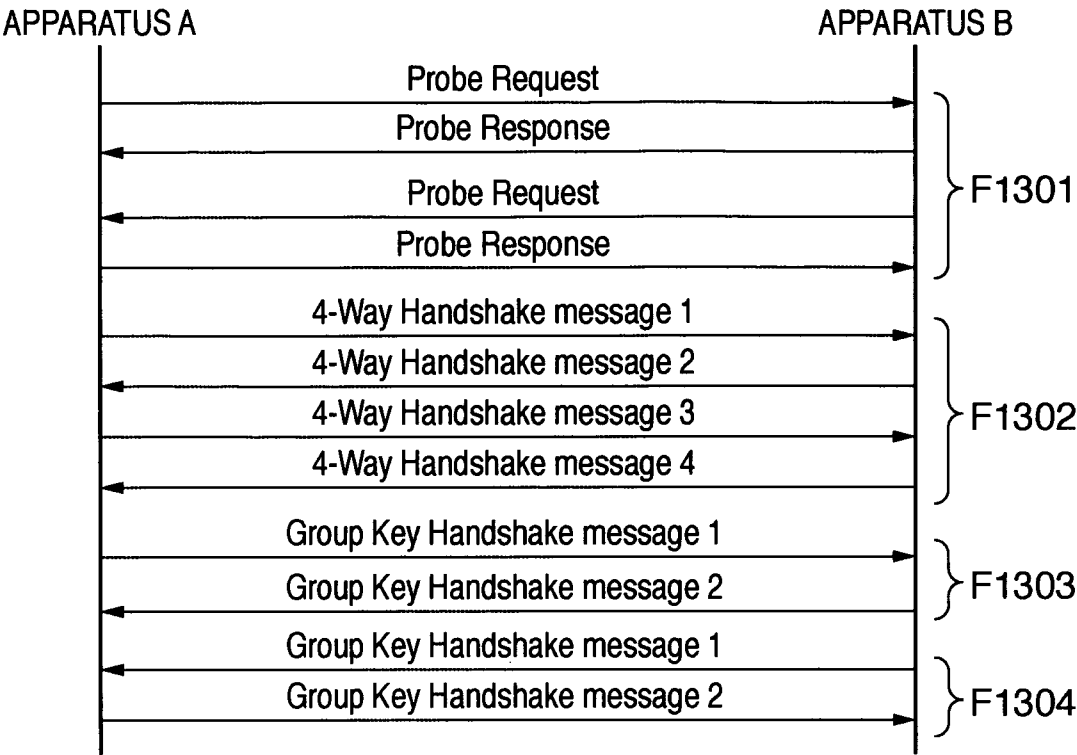 APPARATUS A
APPARATUS B
Probe Request
Probe Response
Probe Request
Probe Response
F1301
4-Way Handshake message 1
4-Way Handshake message 2
4-Way Handshake message 3
4-Way Handshake message 4
F1302
Group Key Handshake message 1
Group Key Handshake message 2
F1303
Group Key Handshake message 1
Group Key Handshake message 2
F1304